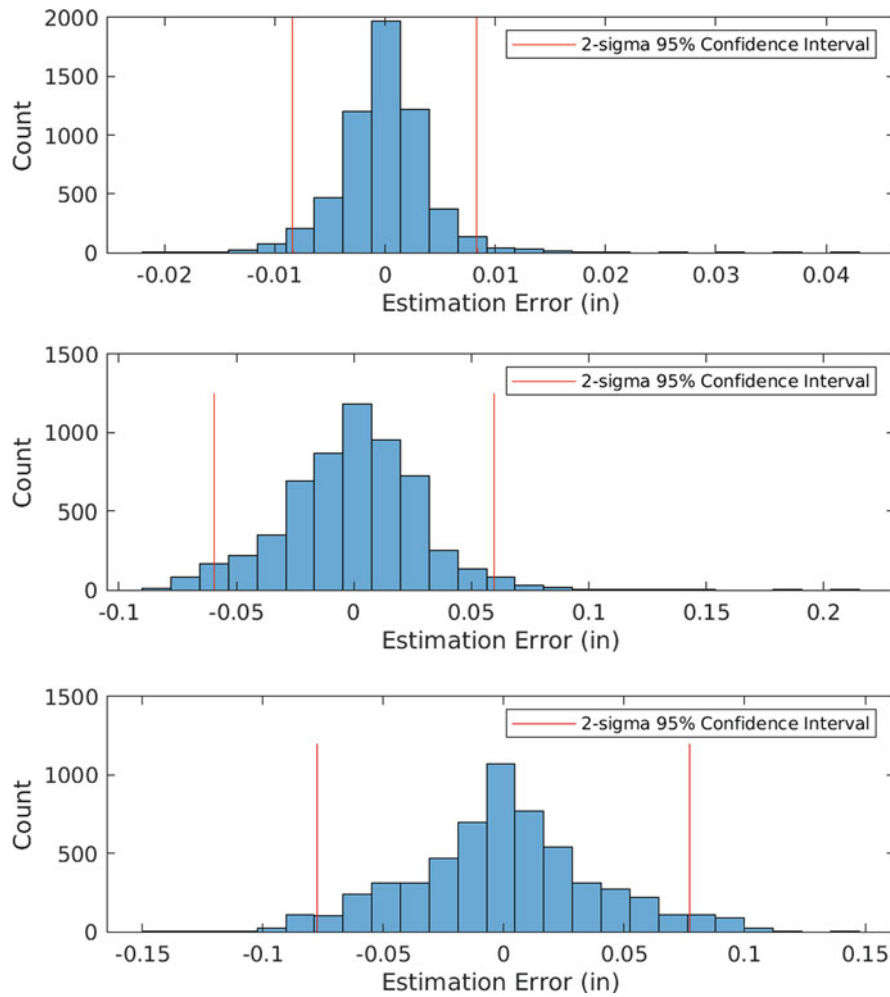 2000
2-sigma 95% Confidence Interval
1500
Count
1000
500
0
-0.02 -0.01 0 0.01 0.02 0.03 0.04
Estimation Error (in)
1500
2-sigma 95% Confidence Interval
1000
Count
500
0
-0.1 -0.05 0 0.05 0.1 0.15 0.2
Estimation Error (in)
1500
2-sigma 95% Confidence Interval
1000
Count
500
0
-0.15 -0.1 -0.05 0 0.05 0.1 0.15
Estimation Error (in)